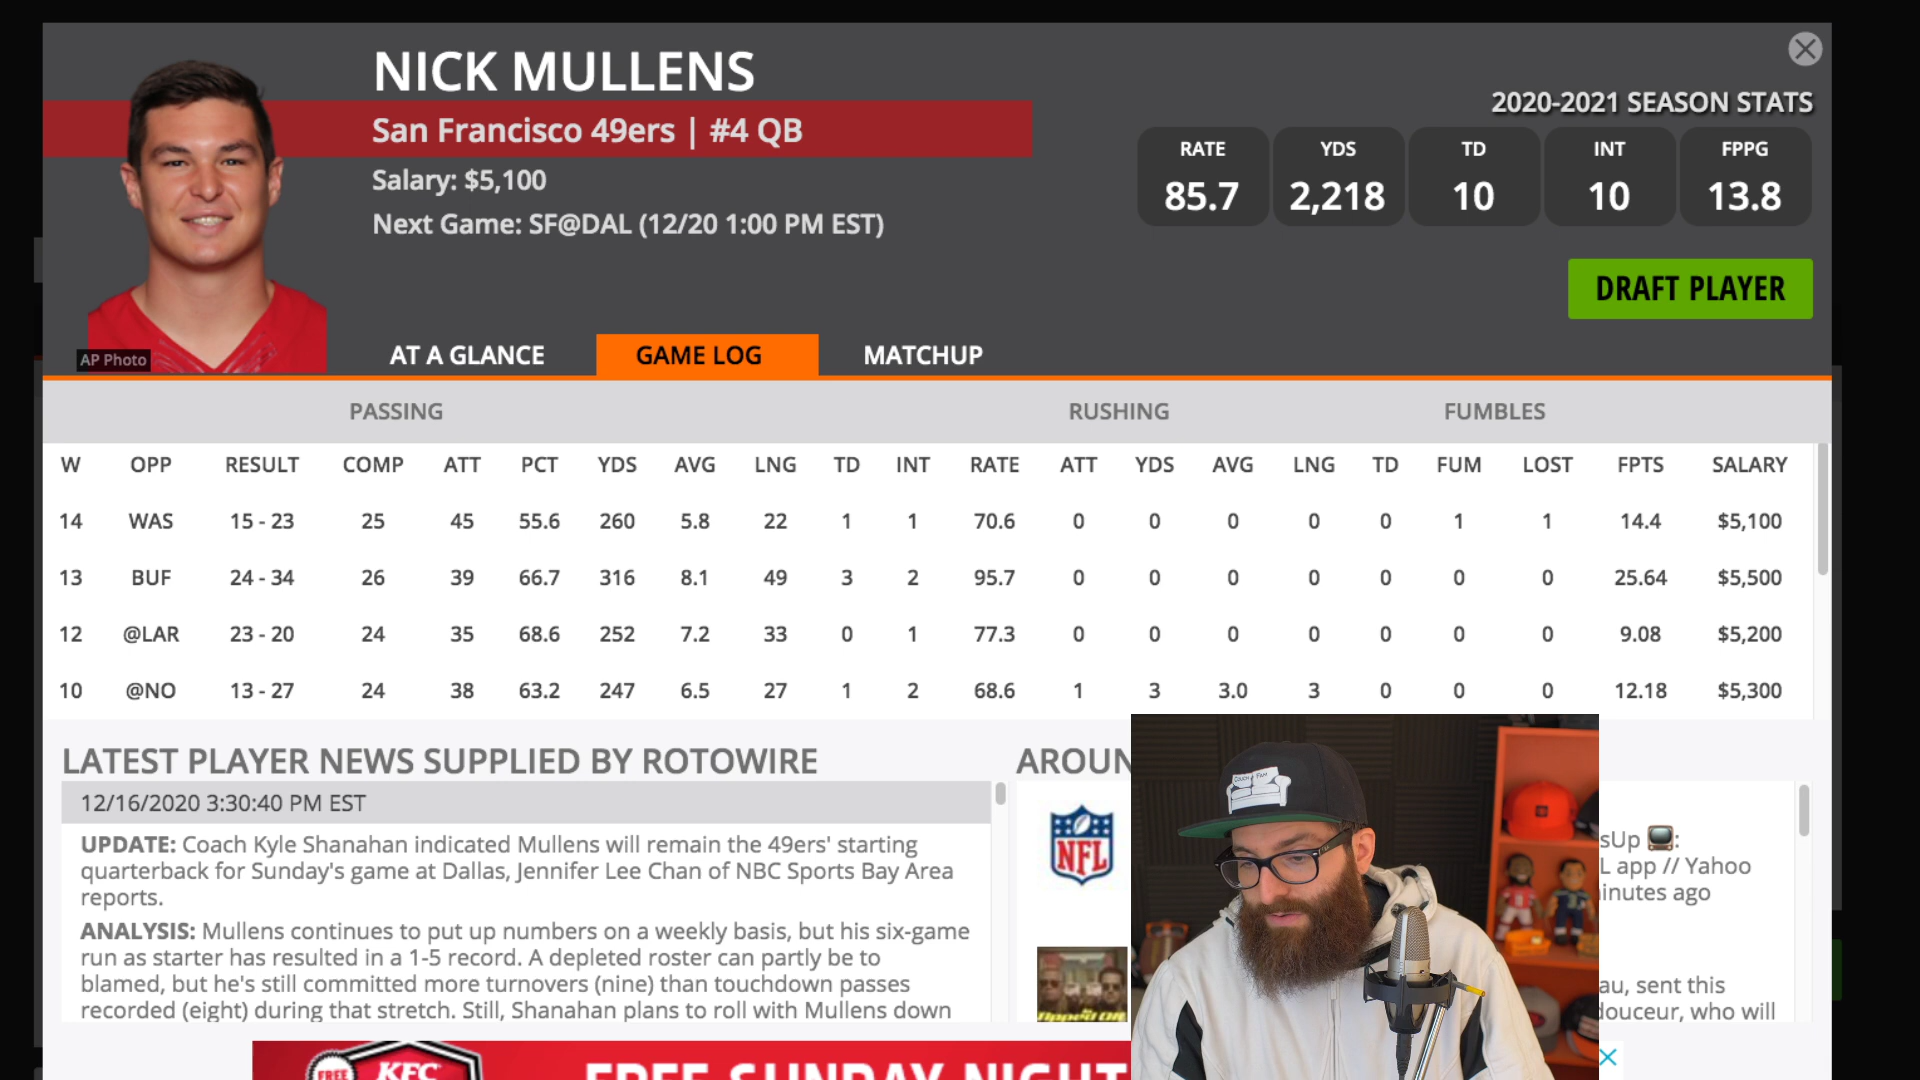 NICK MULLENS
San Francisco 49ers | #4 QB
Salary: $5,100
Next Game: SF@DAL (12/20 1:00 PM EST)
AP Photo
2020-2021 SEASON STATS
RATE YDS TD INT FPPG
85.7 2,218 10 10 13.8
DRAFT PLAYER
AT A GLANCE GAME LOG MATCHUP
PASSING RUSHING FUMBLES
W OPP RESULT COMP ATT PCT YDS AVG LNG TD INT RATE ATT YDS AVG LNG TD FUM LOST FPTS SALARY
14 WAS 15 - 23 25 45 55.6 260 5.8 22 1 1 70.6 0 0 0 0 0 1 1 14.4 $5,100
13 BUF 24 - 34 26 39 66.7 316 8.1 49 3 2 95.7 0 0 0 0 0 0 0 25.64 $5,500
12 @LAR 23 - 20 24 35 68.6 252 7.2 33 0 1 77.3 0 0 0 0 0 0 0 9.08 $5,200
10 @NO 13 - 27 24 38 63.2 247 6.5 27 1 2 68.6 1 3 3.0 3 0 0 0 12.18 $5,300
LATEST PLAYER NEWS SUPPLIED BY ROTOWIRE
12/16/2020 3:30:40 PM EST
UPDATE: Coach Kyle Shanahan indicated Mullens will remain the 49ers' starting
quarterback for Sunday's game at Dallas, Jennifer Lee Chan of NBC Sports Bay Area
reports.
ANALYSIS: Mullens continues to put up numbers on a weekly basis, but his six-game
run as starter has resulted in a 1-5 record. A depleted roster can partly be to
blamed, but he's still committed more turnovers (nine) than touchdown passes
recorded (eight) during that stretch. Still, Shanahan plans to roll with Mullens down
AROUN
NFL
sUp 📺:
L app // Yahoo
inutes ago
au, sent this
douceur, who will
COUCH FAM
FREE
KFC
FREE SUNDAY NIGHT